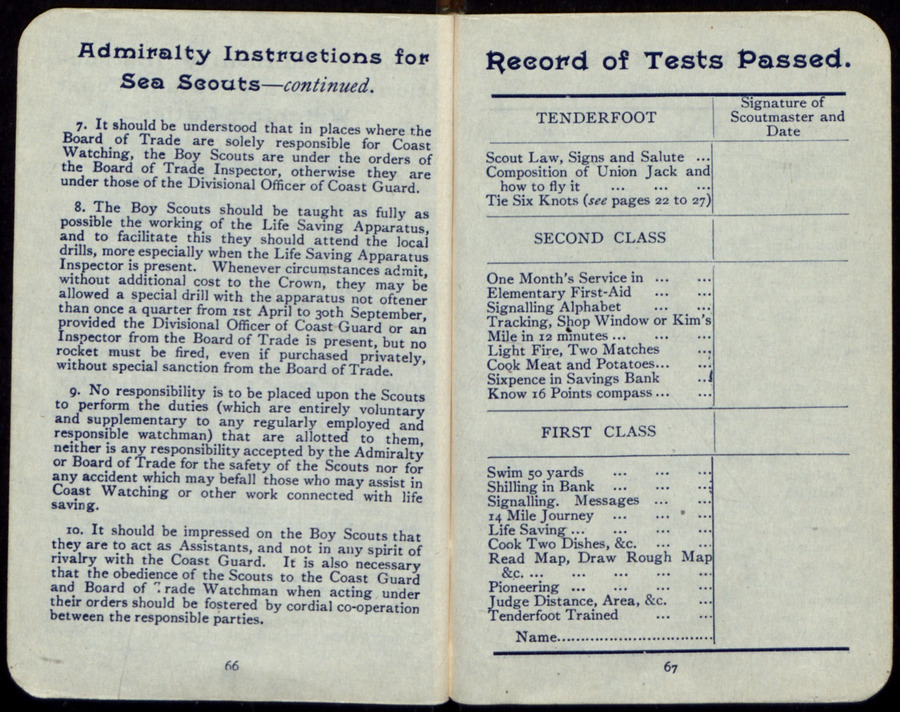 Admiralty Instructions for
Sea Scouts—continued.
7. It should be understood that in places where the
Board of Trade are solely responsible for Coast
Watching, the Boy Scouts are under the orders of
the Board of Trade Inspector, otherwise they are
under those of the Divisional Officer of Coast Guard.
8. The Boy Scouts should be taught as fully as
possible the working of the Life Saving Apparatus,
and to facilitate this they should attend the local
drills, more especially when the Life Saving Apparatus
Inspector is present. Whenever circumstances admit,
without additional cost to the Crown, they may be
allowed a special drill with the apparatus not oftener
than once a quarter from 1st April to 30th September,
provided the Divisional Officer of Coast Guard or an
Inspector from the Board of Trade is present, but no
rocket must be fired, even if purchased privately,
without special sanction from the Board of Trade.
9. No responsibility is to be placed upon the Scouts
to perform the duties (which are entirely voluntary
and supplementary to any regularly employed and
responsible watchman) that are allotted to them,
neither is any responsibility accepted by the Admiralty
or Board of Trade for the safety of the Scouts nor for
any accident which may befall those who may assist in
Coast Watching or other work connected with life
saving.
10. It should be impressed on the Boy Scouts that
they are to act as Assistants, and not in any spirit of
rivalry with the Coast Guard. It is also necessary
that the obedience of the Scouts to the Coast Guard
and Board of Trade Watchman when acting under
their orders should be fostered by cordial co-operation
between the responsible parties.
66
Record of Tests Passed.
TENDERFOOT
Signature of
Scoutmaster and
Date
Scout Law, Signs and Salute ...
Composition of Union Jack and
how to fly it ... ... ...
Tie Six Knots (see pages 22 to 27)
SECOND CLASS
One Month's Service in ... ...
Elementary First-Aid ... ...
Signalling Alphabet ... ...
Tracking, Shop Window or Kim's
Mile in 12 minutes ... ... ...
Light Fire, Two Matches ...
Cook Meat and Potatoes... ...
Sixpence in Savings Bank ...
Know 16 Points compass ... ...
FIRST CLASS
Swim 50 yards ... ... ...
Shilling in Bank ... ... ...
Signalling. Messages ... ...
14 Mile Journey ... ... ...
Life Saving ... ... ...
Cook Two Dishes, &c. ... ...
Read Map, Draw Rough Map
&c. ... ... ... ... ...
Pioneering ... ... ... ...
Judge Distance, Area, &c. ...
Tenderfoot Trained ... ...
Name.................................
67